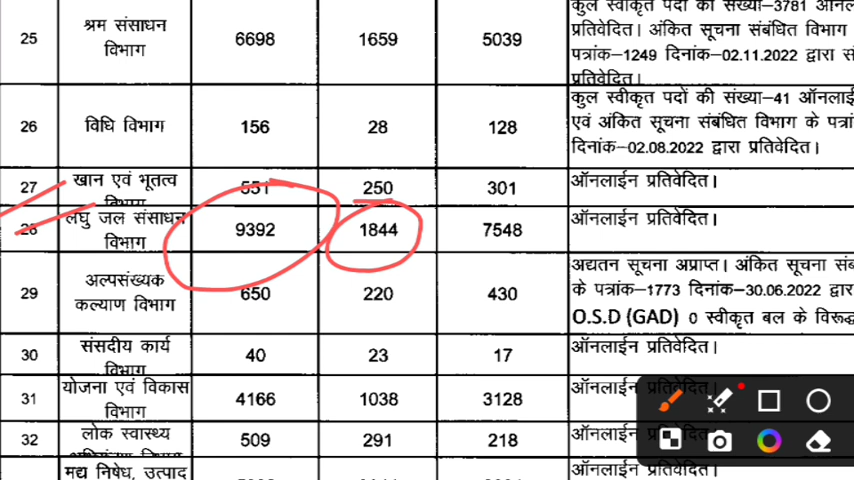 कुल स्वीकृत पदों की संख्या–3781
25 श्रम संसाधन विभाग 6698 1659 5039
प्रतिवेदित। अंकित सूचना संबंधित विभाग
पत्रांक–1249 दिनांक–02.11.2022 द्वारा
प्रतिवेदित।
26 विधि विभाग 156 28 128
कुल स्वीकृत पदों की संख्या–41
एवं अंकित सूचना संबंधित विभाग के
दिनांक–02.08.2022 द्वारा प्रतिवेदित।
27 खान एवं भूतत्व विभाग 551 250 301 ऑनलाईन प्रतिवेदित।
28 लघु जल संसाधन विभाग 9392 1844 7548 ऑनलाईन प्रतिवेदित।
29 अल्पसंख्यक कल्याण विभाग 650 220 430
अद्यतन सूचना अप्राप्त। अंकित सूचना
के पत्रांक–1773 दिनांक–30.06.2022
O.S.D (GAD) 0 स्वीकृत बल के विरूद्ध
30 संसदीय कार्य विभाग 40 23 17 ऑनलाईन प्रतिवेदित।
31 योजना एवं विकास विभाग 4166 1038 3128 ऑनलाईन प्रतिवेदित।
32 लोक स्वास्थ्य 509 291 218 ऑनलाईन प्रतिवेदित।
मद्य निषेध, उत्पाद ऑनलाईन प्रतिवेदित।